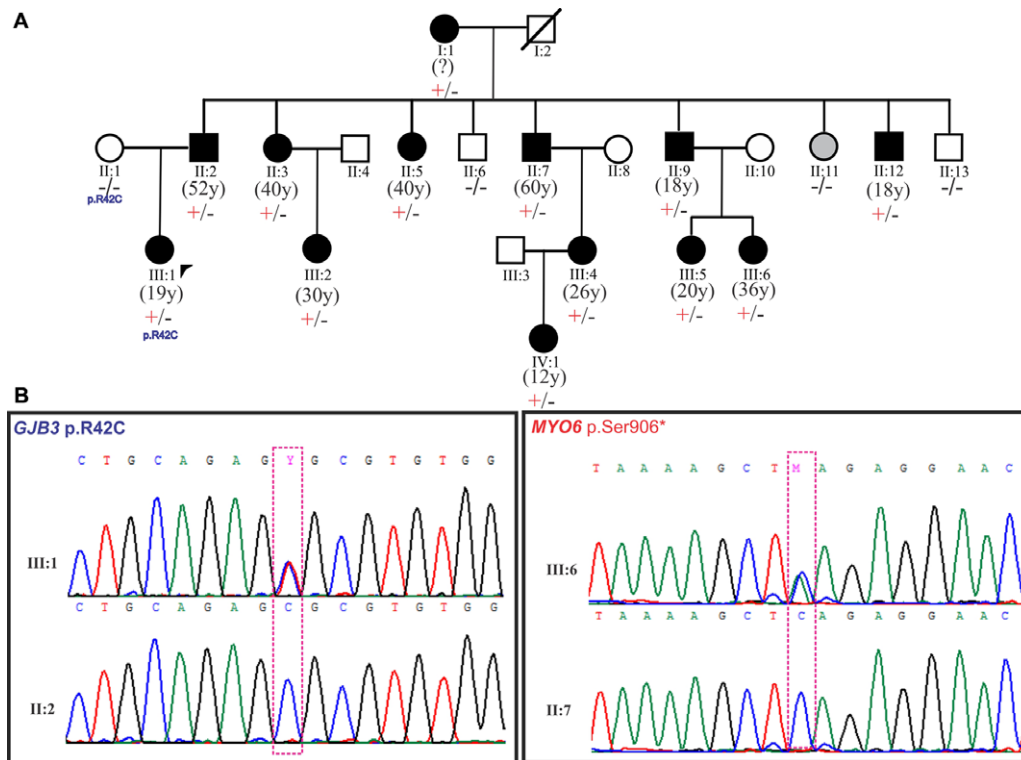 A
I:1
I:2
(?)
+/-
II:1
II:2
II:3
II:4
II:5
II:6
II:7
II:8
II:9
II:10
II:11
II:12
II:13
-/-
(52y)
(40y)
(40y)
-/-
(60y)
(18y)
-/-
(18y)
-/-
p.R42C
+/-
+/-
+/-
+/-
+/-
+/-
III:1
III:2
III:3
III:4
III:5
III:6
(19y)
(30y)
(26y)
(20y)
(36y)
+/-
+/-
+/-
+/-
+/-
p.R42C
IV:1
(12y)
+/-
B
GJB3 p.R42C
C T G C A G A G Y G C G T G T G G
III:1
C T G C A G A G C G C G T G T G G
II:2
MYO6 p.Ser906*
T A A A A G C T M A G A G G A A C
III:6
T A A A A G C T C A G A G G A A C
II:7